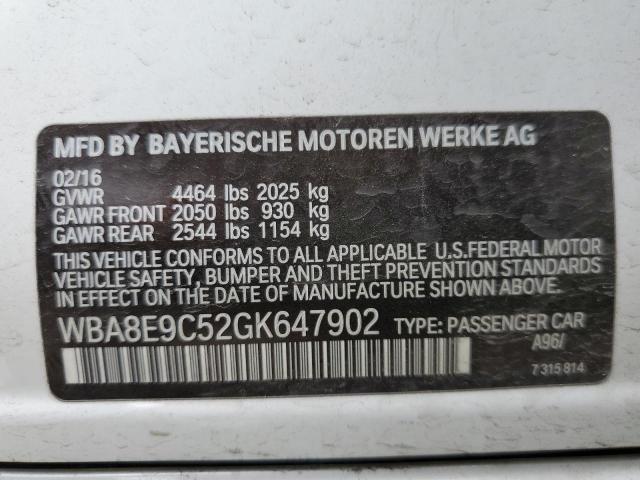 MFD BY BAYERISCHE MOTOREN WERKE AG
02/16
GVWR 4464 lbs 2025 kg
GAWR FRONT 2050 lbs 930 kg
GAWR REAR 2544 lbs 1154 kg
THIS VEHICLE CONFORMS TO ALL APPLICABLE U.S.FEDERAL MOTOR
VEHICLE SAFETY, BUMPER AND THEFT PREVENTION STANDARDS
IN EFFECT ON THE DATE OF MANUFACTURE SHOWN ABOVE.
WBA8E9C52GK647902 TYPE: PASSENGER CAR
A96/
7 315 814